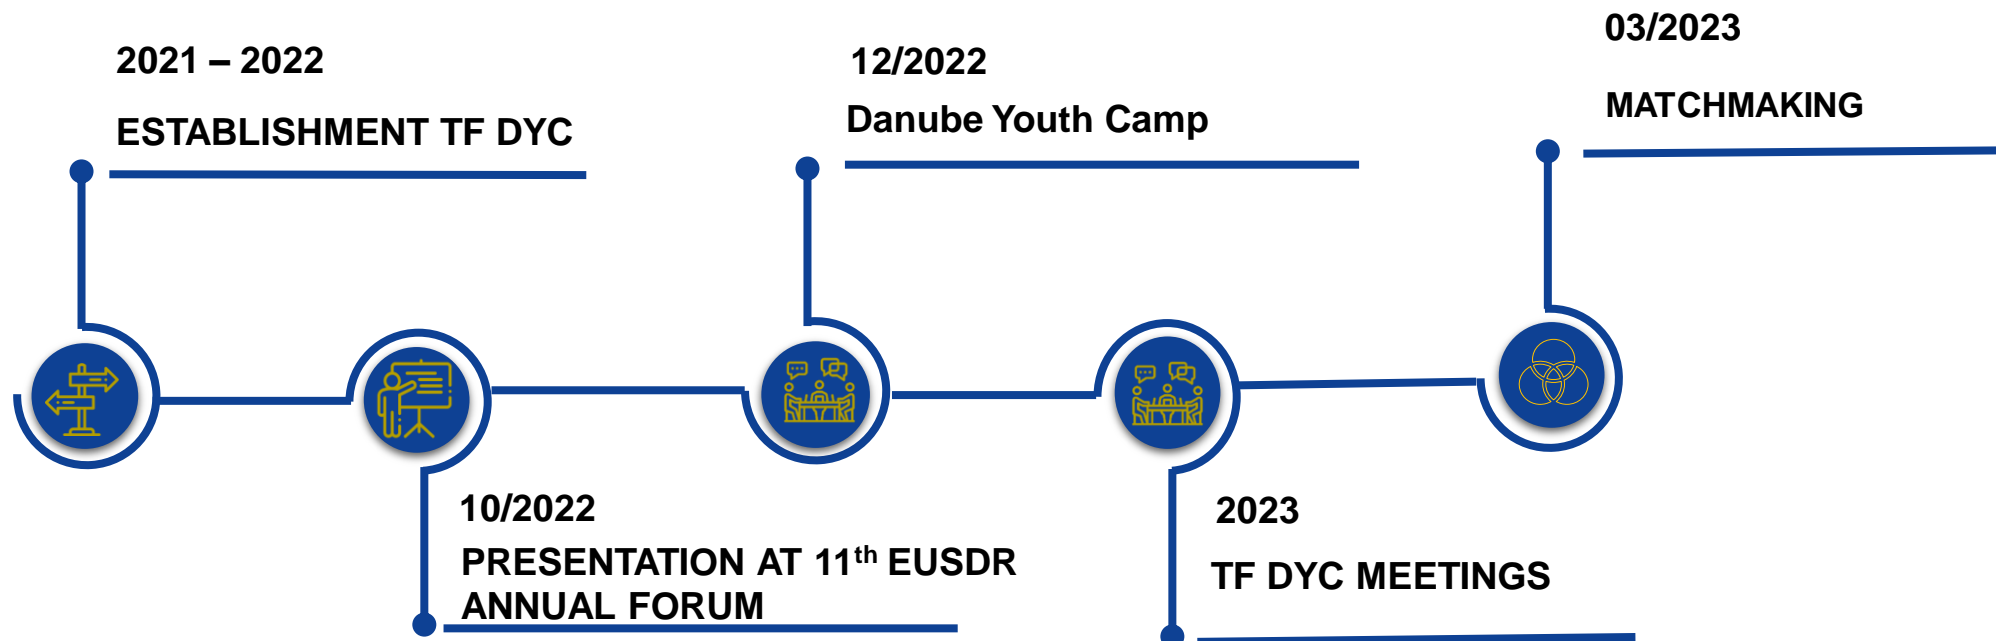 2021 – 2022
ESTABLISHMENT TF DYC
10/2022
PRESENTATION AT 11th EUSDR
ANNUAL FORUM
12/2022
Danube Youth Camp
2023
TF DYC MEETINGS
03/2023
MATCHMAKING